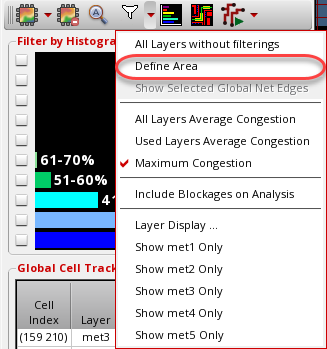 Filter by Histogra
All Layers without filterings
Define Area
Show Selected Global Net Edges
All Layers Average Congestion
Used Layers Average Congestion
Maximum Congestion
Include Blockages on Analysis
Layer Display ...
Show met1 Only
Show met2 Only
Show met3 Only
Show met4 Only
Show met5 Only
61-70%
51-60%
41
Global Cell Track
Cell Index
Layer
(159 210)
met3